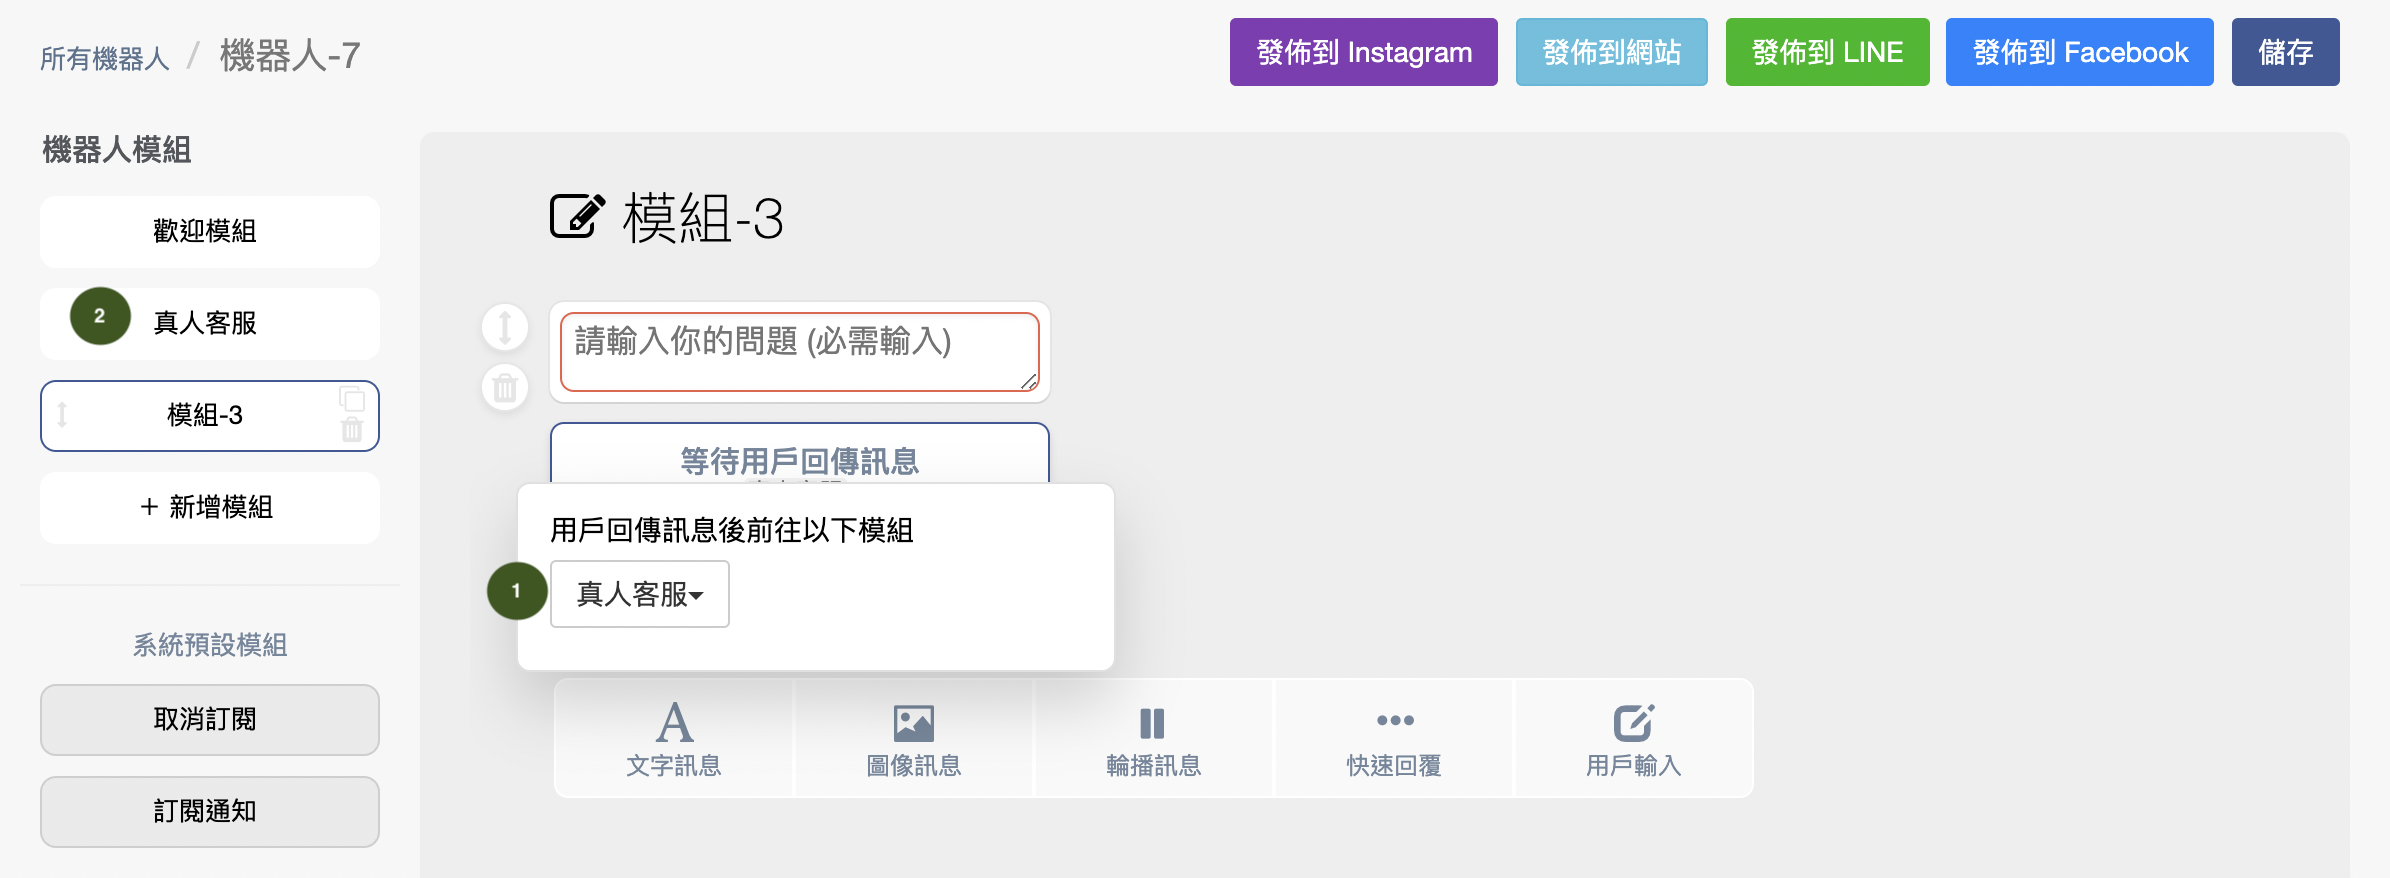 所有機器人 / 機器人-7
發佈到 Instagram
發佈到網站
發佈到 LINE
發佈到 Facebook
儲存
機器人模組
歡迎模組
2
真人客服
模組-3
+ 新增模組
系統預設模組
取消訂閱
訂閱通知
模組-3
請輸入你的問題 (必需輸入)
等待用戶回傳訊息
用戶回傳訊息後前往以下模組
1
真人客服
文字訊息
圖像訊息
輪播訊息
快速回覆
用戶輸入